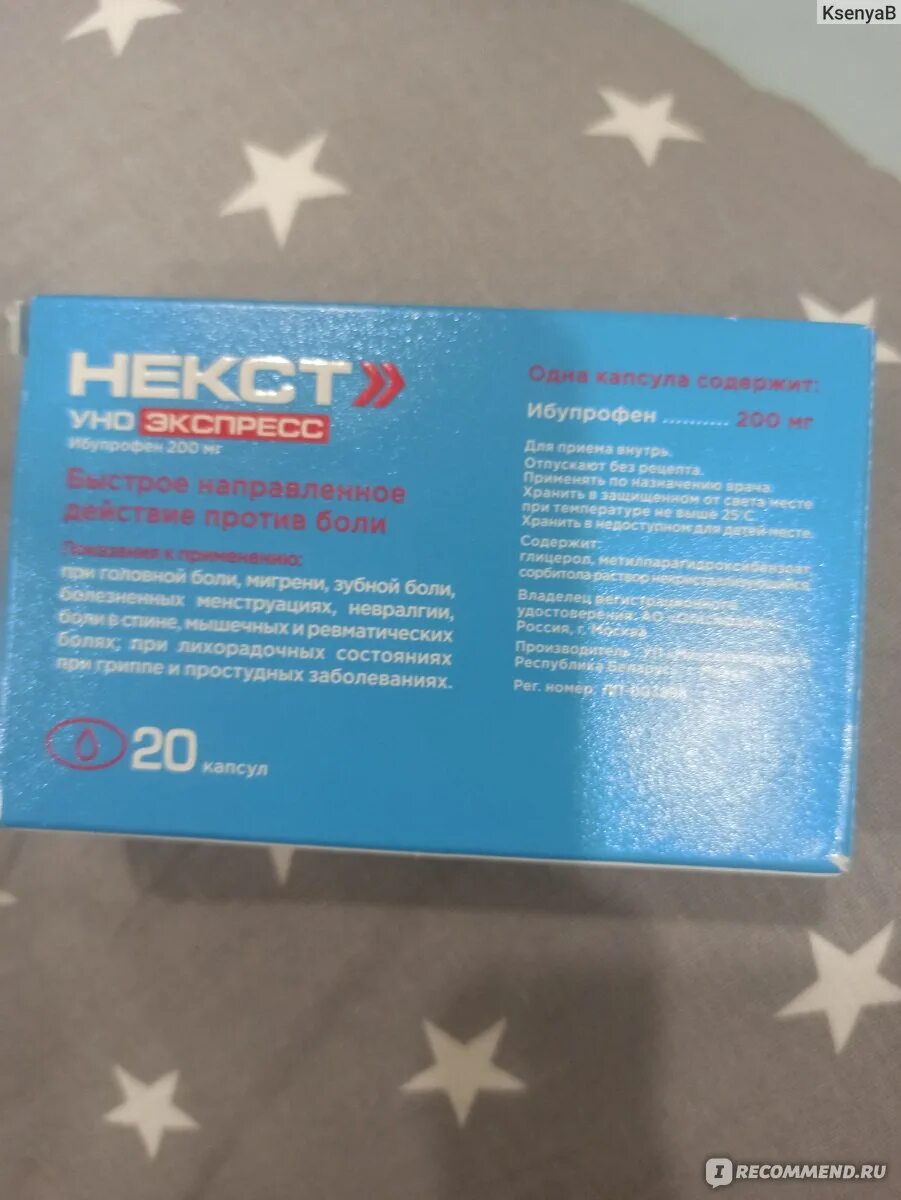 KsenyaB
НЕКСТ
УНО ЭКСПРЕСС
Ибупрофен 200 мг
Быстрое направленное
действие против боли
Показания к применению:
при головной боли, мигрени, зубной боли,
болезненных менструациях, невралгии,
боли в спине, мышечных и ревматических
болях; при лихорадочных состояниях
при гриппе и простудных заболеваниях.
20 капсул
Одна капсула содержит:
Ибупрофен .......... 200 мг
Для приема внутрь.
Отпускают без рецепта.
Применять по назначению врача.
Хранить в защищенном от света месте
при температуре не выше 25°C.
Хранить в недоступном для детей месте.
Содержит:
глицерол, метилпарагидроксибензоат,
сорбитола раствор некристаллизующийся
Владелец регистрационного
удостоверения: АО
Россия, г. Москва
Производитель: УП
Республика Беларусь
Рег. номер:
IRECOMMEND.RU